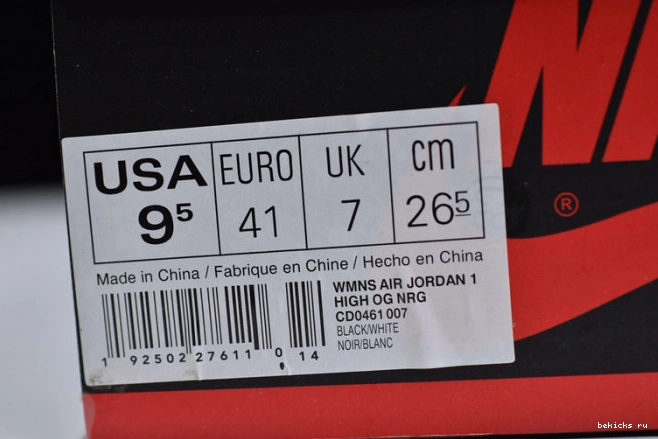 NI
®
USA EURO UK cm
9⁵ 41 7 26⁵
Made in China / Fabrique en Chine / Hecho en China
WMNS AIR JORDAN 1
HIGH OG NRG
CD0461 007
BLACK/WHITE
NOIR/BLANC
1 92502 27611 0 14
bekicks ru